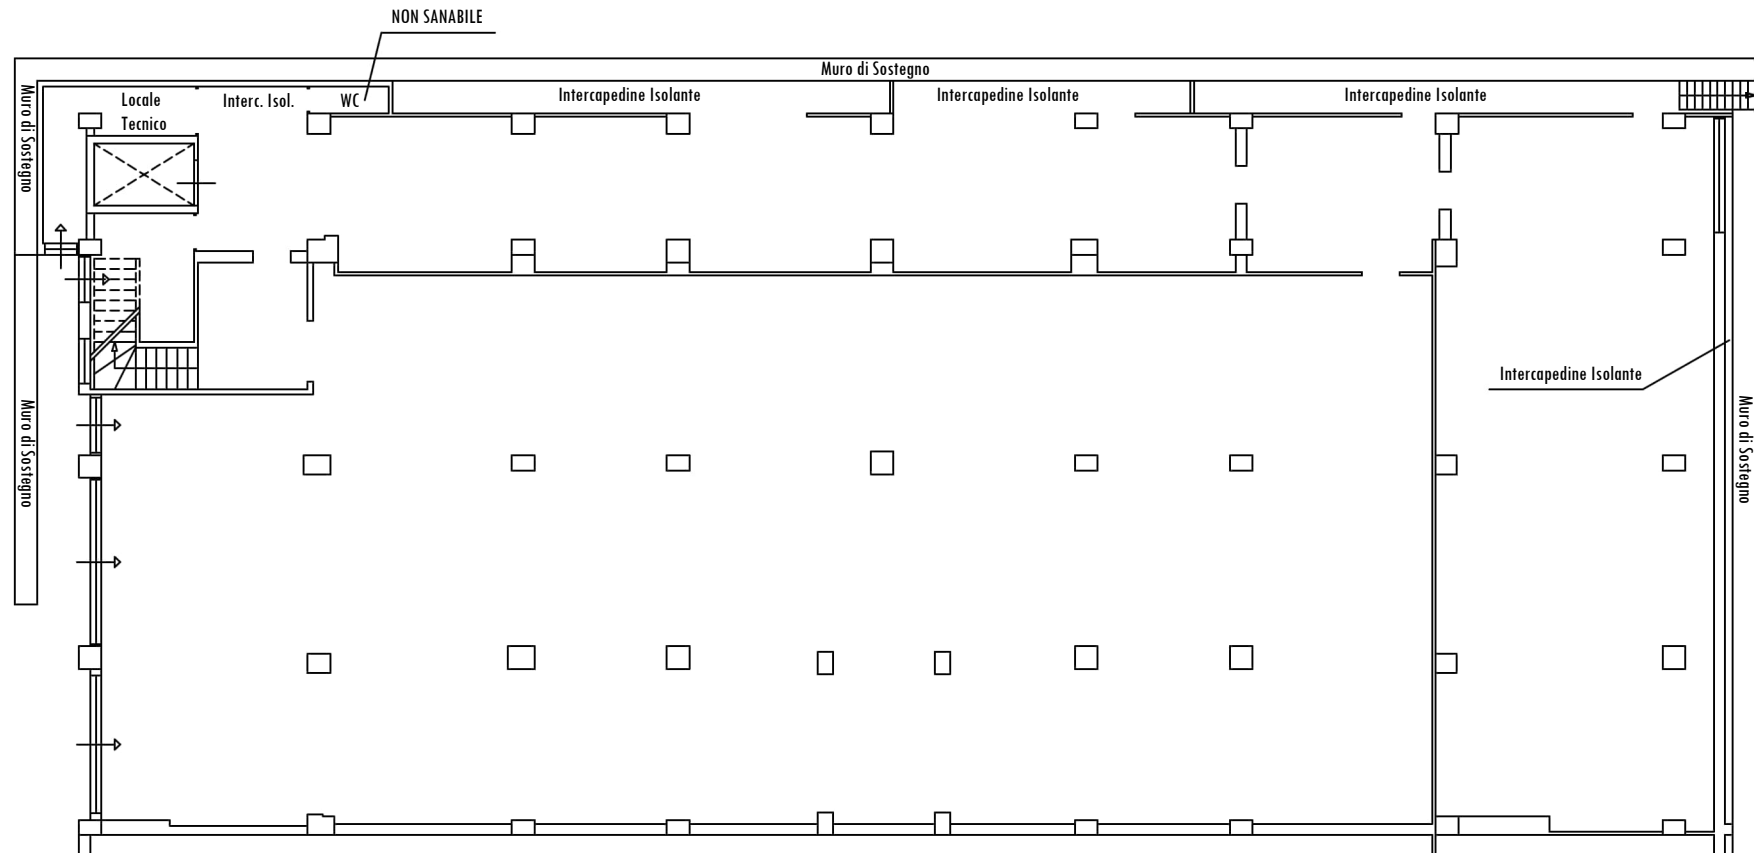 NON SANABILE
Muro di Sostegno
Muro di Sostegno
Locale
Tecnico
Interc. Isol.
WC
Intercapedine Isolante
Intercapedine Isolante
Intercapedine Isolante
Intercapedine Isolante
Muro di Sostegno
Muro di Sostegno